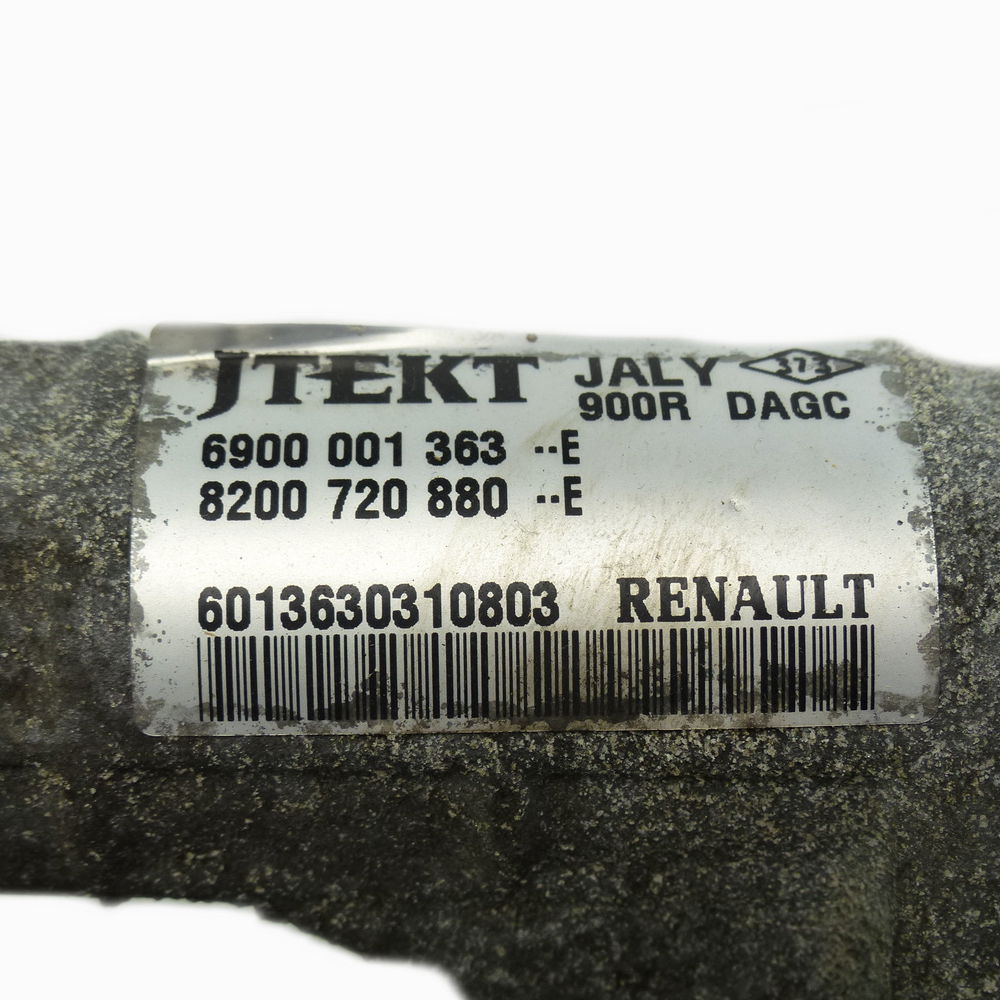 JTEKT JALY 373
900R DAGC
6900 001 363 --E
8200 720 880 --E
6013630310803 RENAULT